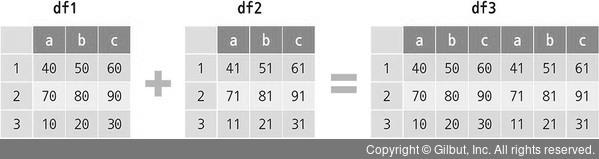 df1 df2 df3
a b c a b c a b c a b c
1 40 50 60 1 41 51 61 1 40 50 60 41 51 61
2 70 80 90 + 2 71 81 91 = 2 70 80 90 71 81 91
3 10 20 30 3 11 21 31 3 10 20 30 11 21 31
Copyright © Gilbut, Inc. All rights reserved.